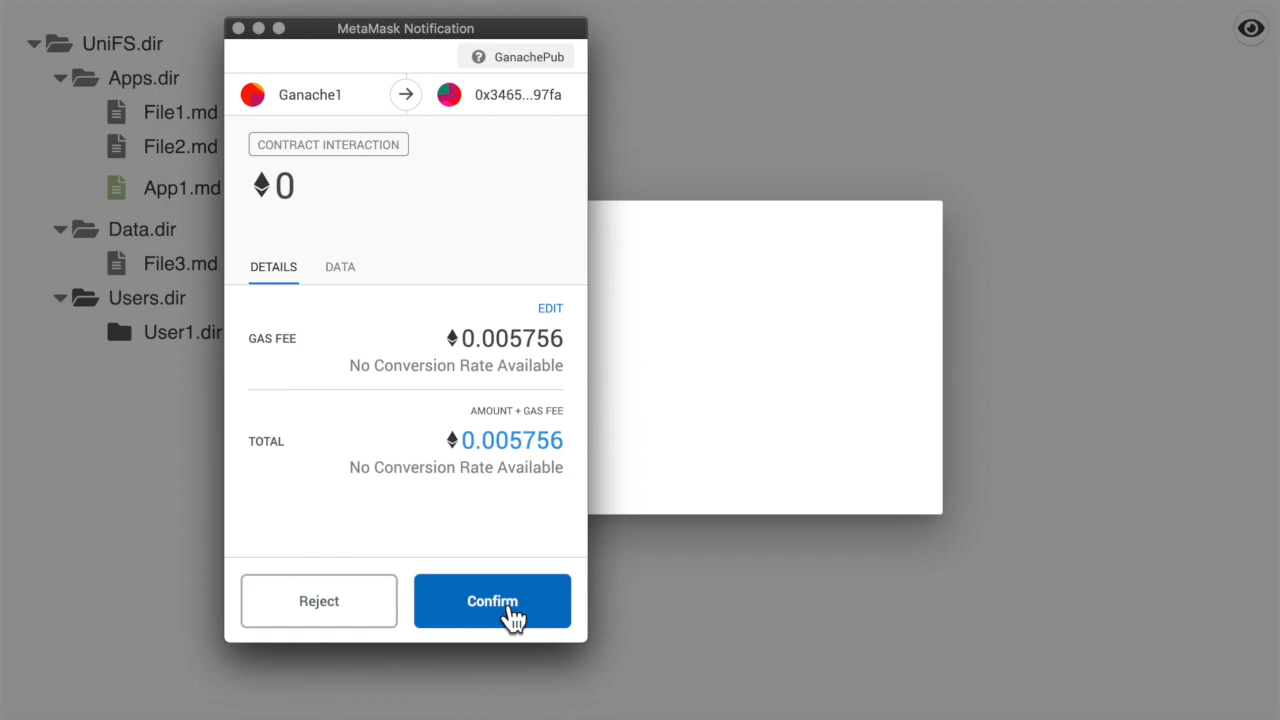 UniFS.dir
Apps.dir
File1.md
File2.md
App1.md
Data.dir
File3.md
Users.dir
User1.dir
MetaMask Notification
? GanachePub
Ganache1
0x3465...97fa
CONTRACT INTERACTION
0
DETAILS DATA
EDIT
GAS FEE 0.005756
No Conversion Rate Available
AMOUNT + GAS FEE
TOTAL 0.005756
No Conversion Rate Available
Reject Confirm